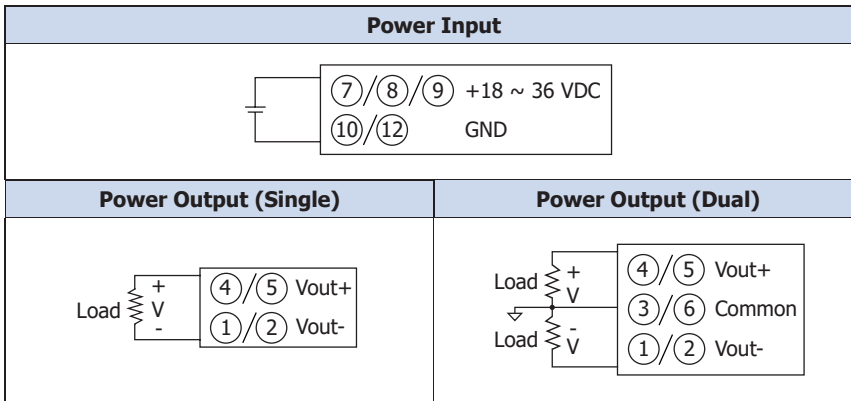 Power Input
⑦/⑧/⑨ +18 ~ 36 VDC
⑩/⑫ GND
Power Output (Single)
Load + V -
④/⑤ Vout+
①/② Vout-
Power Output (Dual)
Load + V
Load - V
④/⑤ Vout+
③/⑥ Common
①/② Vout-